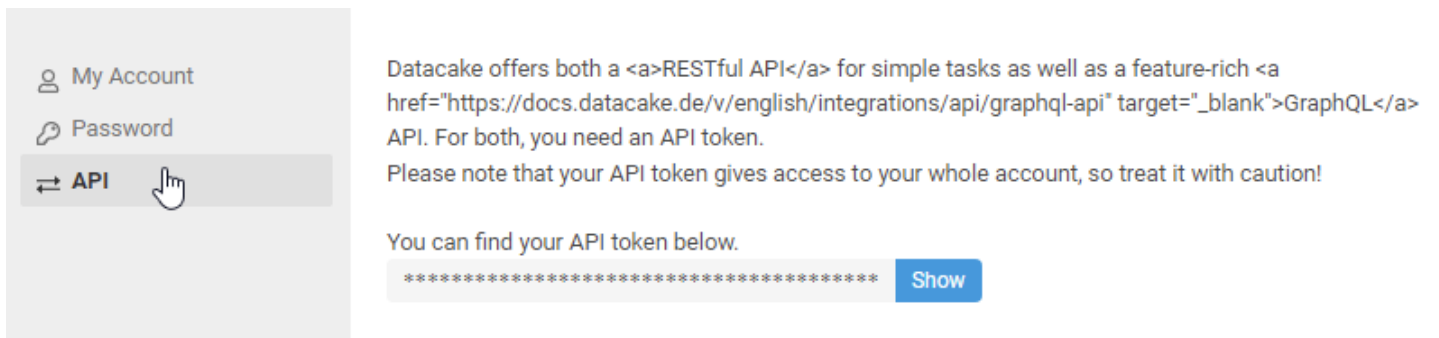 My Account
Password
API
Datacake offers both a <a>RESTful API</a> for simple tasks as well as a feature-rich <a
href="https://docs.datacake.de/v/english/integrations/api/graphql-api" target="_blank">GraphQL</a>
API. For both, you need an API token.
Please note that your API token gives access to your whole account, so treat it with caution!
You can find your API token below.
**************************************** Show